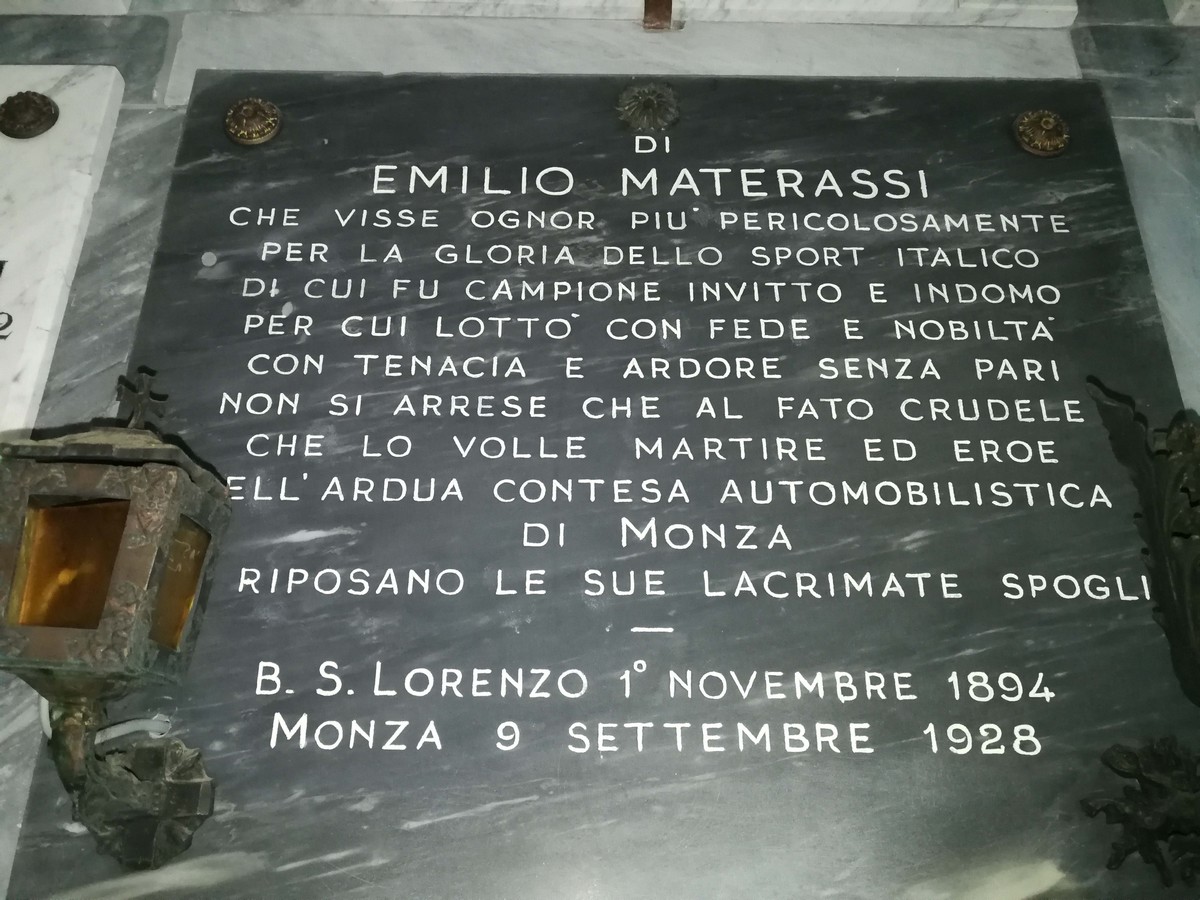 DI
EMILIO MATERASSI
CHE VISSE OGNOR PIU' PERICOLOSAMENTE
PER LA GLORIA DELLO SPORT ITALICO
DI CUI FU CAMPIONE INVITTO E INDOMO
PER CUI LOTTO' CON FEDE E NOBILTA'
CON TENACIA E ARDORE SENZA PARI
NON SI ARRESE CHE AL FATO CRUDELE
CHE LO VOLLE MARTIRE ED EROE
ELL'ARDUA CONTESA AUTOMOBILISTICA
DI MONZA
RIPOSANO LE SUE LACRIMATE SPOGLI
B. S. LORENZO 1° NOVEMBRE 1894
MONZA 9 SETTEMBRE 1928
2